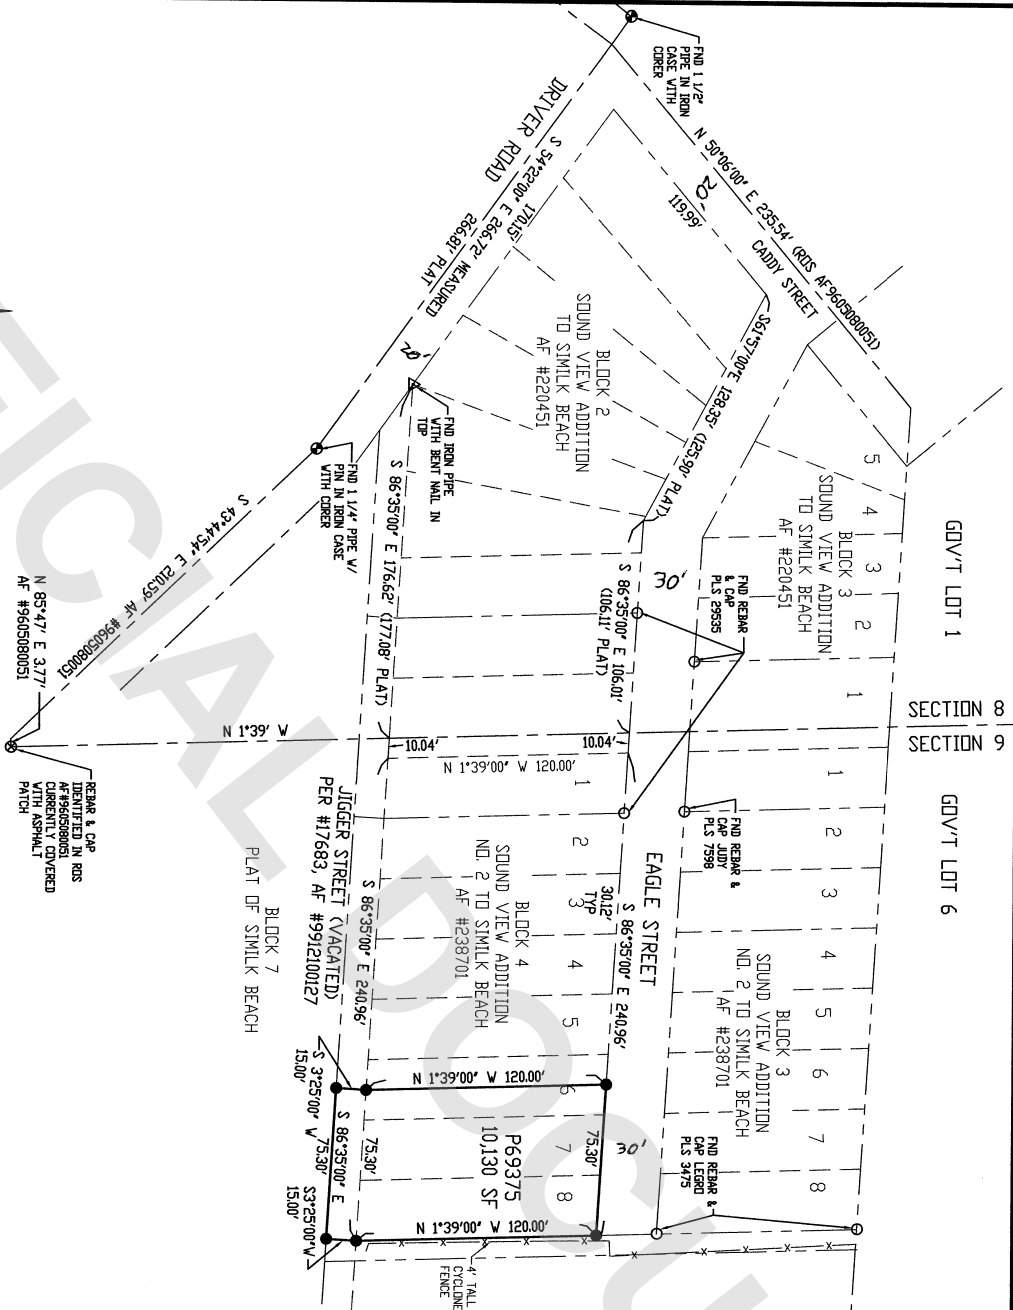 FND 1 1/2"
PIPE IN IRON
CASE WITH
CORER
N 50°06'00" E 235.54' (ROS AF9605080051)
20'
CADDY STREET
119.99'
DRIVER ROAD
S 54°22'00" E 266.72' MEASURED
266.81' PLAT
170.15'
20'
S61°57'00"E 128.35' (125.90' PLAT)
BLOCK 2
SOUND VIEW ADDITION
TO SIMILK BEACH
AF #220451
FND IRON PIPE
WITH BENT NAIL IN
TOP
FND 1 1/4" PIPE W/
PIN IN IRON CASE
WITH CORER
S 86°35'00" E 176.62' (177.08' PLAT)
S 43°44'54" E 210.59' AF #9605080051
N 85°47' E 3.77'
AF #9605080051
REBAR & CAP
IDENTIFIED IN ROS
AF#9605080051
CURRENTLY COVERED
WITH ASPHALT
PATCH
5
4
3
2
1
BLOCK 3
SOUND VIEW ADDITION
TO SIMILK BEACH
AF #220451
GOV'T LOT 1
30'
FND REBAR
& CAP
PLS 29535
S 86°35'00" E 106.01'
(106.11' PLAT)
SECTION 8
SECTION 9
N 1°39' W
10.04'
10.04'
N 1°39'00" W 120.00'
GOV'T LOT 6
1
2
3
4
5
6
7
8
BLOCK 3
SOUND VIEW ADDITION
NO. 2 TO SIMILK BEACH
AF #238701
FND REBAR &
CAP JUDY
PLS 7598
EAGLE STREET
S 86°35'00" E 240.96'
30.12'
TYP
1
2
3
4
5
6
7
8
BLOCK 4
SOUND VIEW ADDITION
NO. 2 TO SIMILK BEACH
AF #238701
S 86°35'00" E 240.96'
JIGGER STREET (VACATED)
PER #17683, AF #9912100127
BLOCK 7
PLAT OF SIMILK BEACH
30'
FND REBAR &
CAP LEGRO
PLS 3475
N 1°39'00" W 120.00'
75.30'
P69375
10,130 SF
75.30'
S 86°35'00" E
75.30'
S 3°25'00" W
15.00'
S3°25'00"W
15.00'
N 1°39'00" W 120.00'
4' TALL
CYCLONE
FENCE
FICIAL DOCU